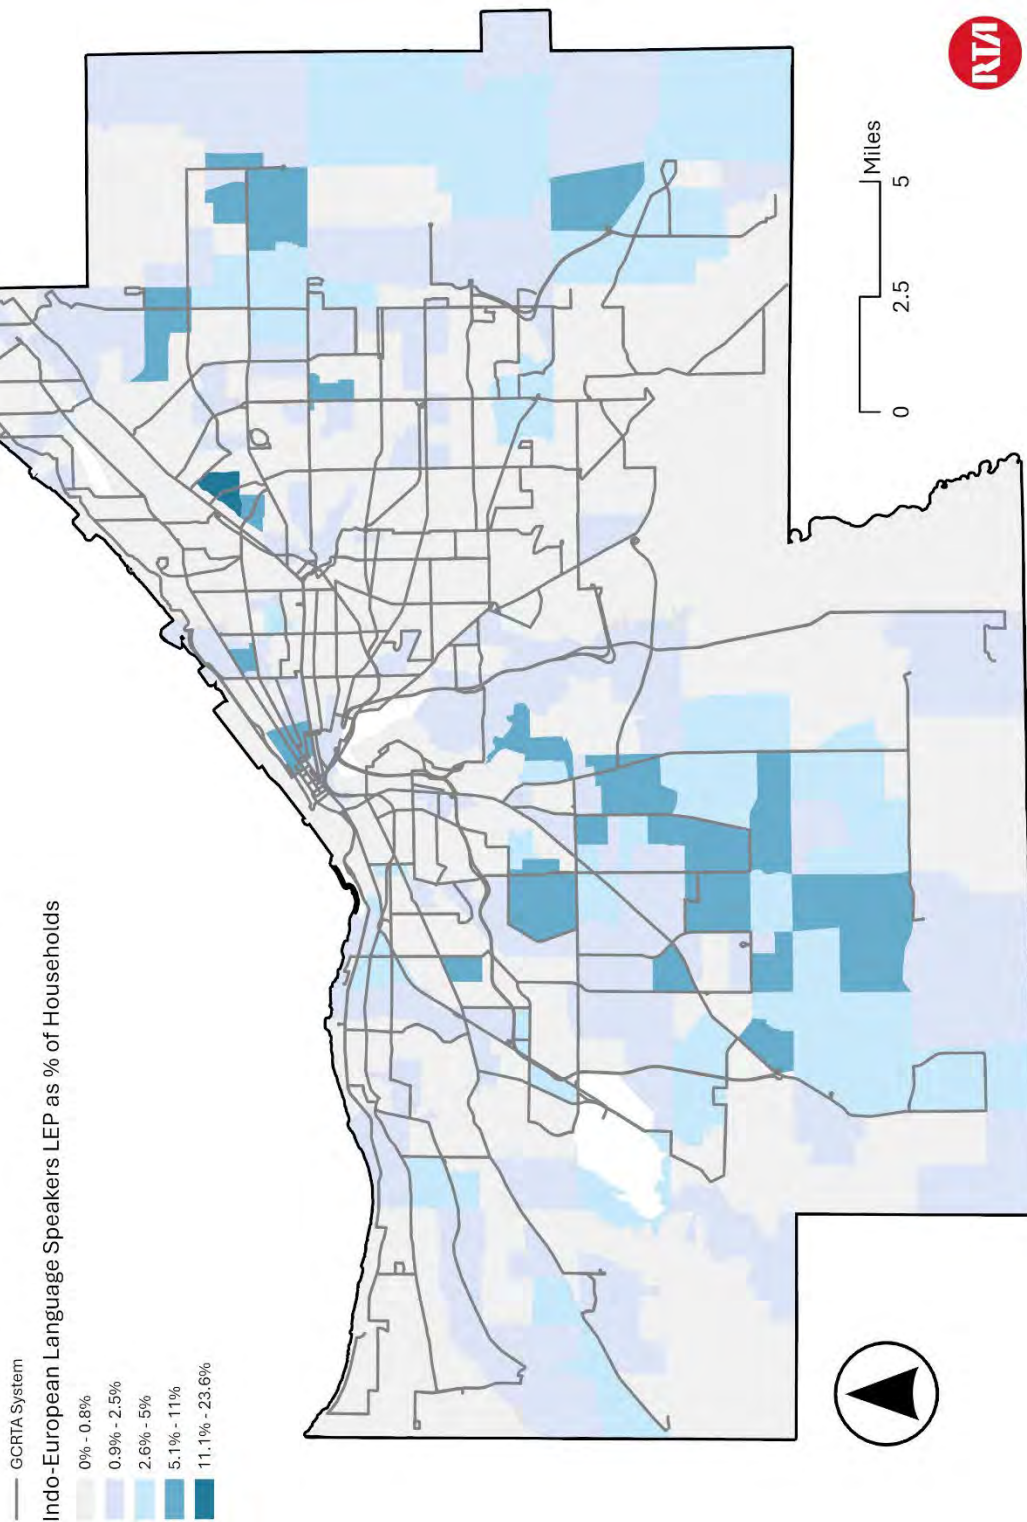 GCRTA System
Indo-European Language Speakers LEP as % of Households
0% - 0.8%
0.9% - 2.5%
2.6% - 5%
5.1% - 11%
11.1% - 23.6%
0 2.5 5 Miles
RTA